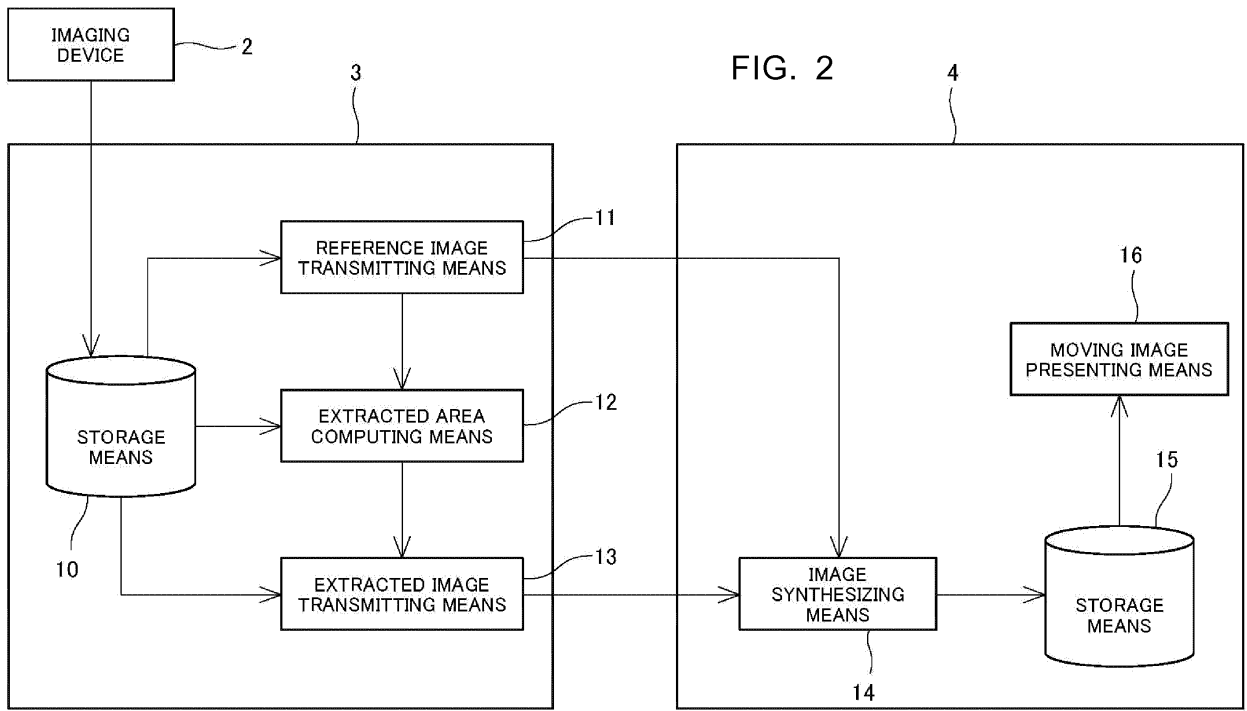 IMAGING
DEVICE
2
3
FIG. 2
4
11
REFERENCE IMAGE
TRANSMITTING MEANS
16
MOVING IMAGE
PRESENTING MEANS
12
EXTRACTED AREA
COMPUTING MEANS
STORAGE
MEANS
10
15
13
EXTRACTED IMAGE
TRANSMITTING MEANS
IMAGE
SYNTHESIZING
MEANS
14
STORAGE
MEANS